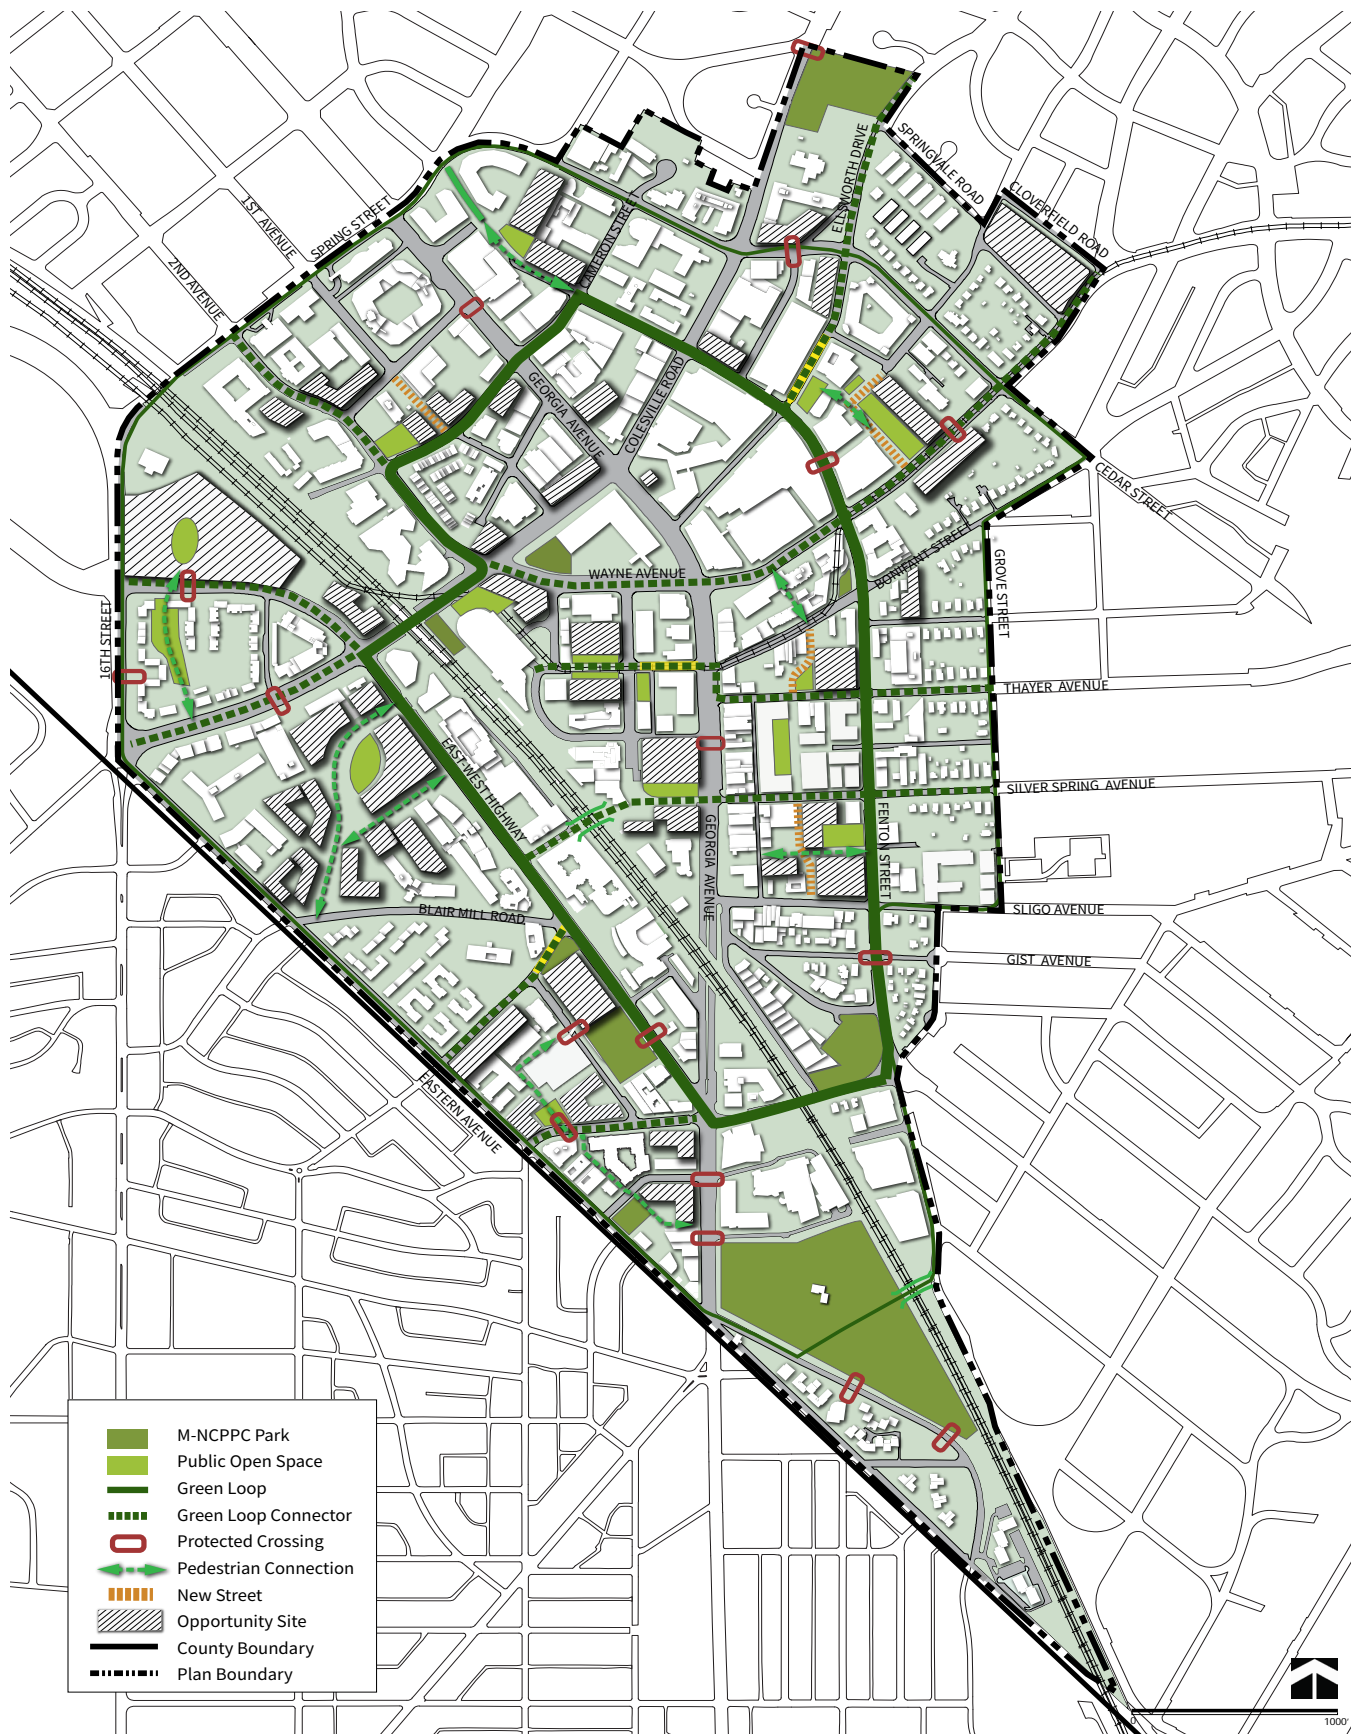 SPRINGVALE ROAD
CLOVERFIELD ROAD
ELLSWORTH DRIVE
1ST AVENUE
SPRING STREET
2ND AVENUE
CAMERON STREET
GEORGIA AVENUE
COLESVILLE ROAD
CEDAR STREET
BONIFANT STREET
GROVE STREET
WAYNE AVENUE
16TH STREET
THAYER AVENUE
EAST-WEST HIGHWAY
SILVER SPRING AVENUE
GEORGIA AVENUE
FENTON STREET
BLAIR MILL ROAD
SLIGO AVENUE
GIST AVENUE
EASTERN AVENUE
M-NCPPC Park
Public Open Space
Green Loop
Green Loop Connector
Protected Crossing
Pedestrian Connection
New Street
Opportunity Site
County Boundary
Plan Boundary
0
1000'